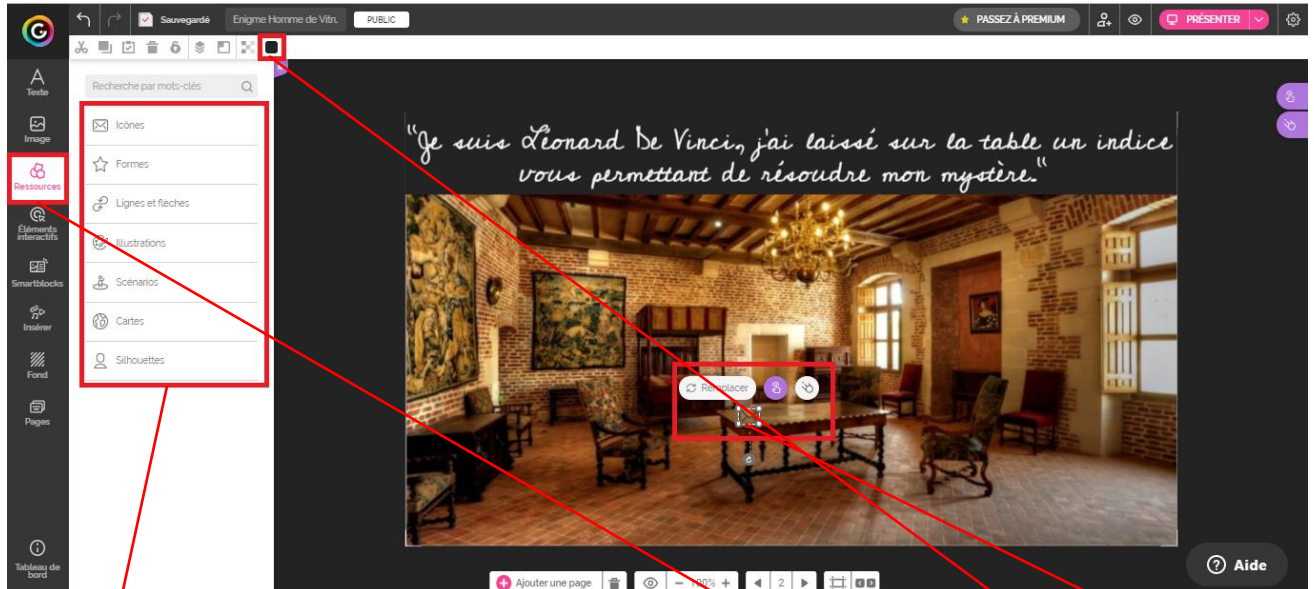 Sauvegardé
Enigme Homme de Vitru
PUBLIC
PASSEZ À PREMIUM
PRÉSENTER
Texte
Image
Ressources
Éléments
interactifs
Smartblocks
Insérer
Fond
Pages
Tableau de
bord
Recherche par mots-clés
Icônes
Formes
Lignes et flèches
Illustrations
Scénarios
Cartes
Silhouettes
"Je suis Léonard De Vinci, j'ai laissé sur la table un indice
vous permettant de résoudre mon mystère."
Remplacer
Ajouter une page
100%
2
Aide